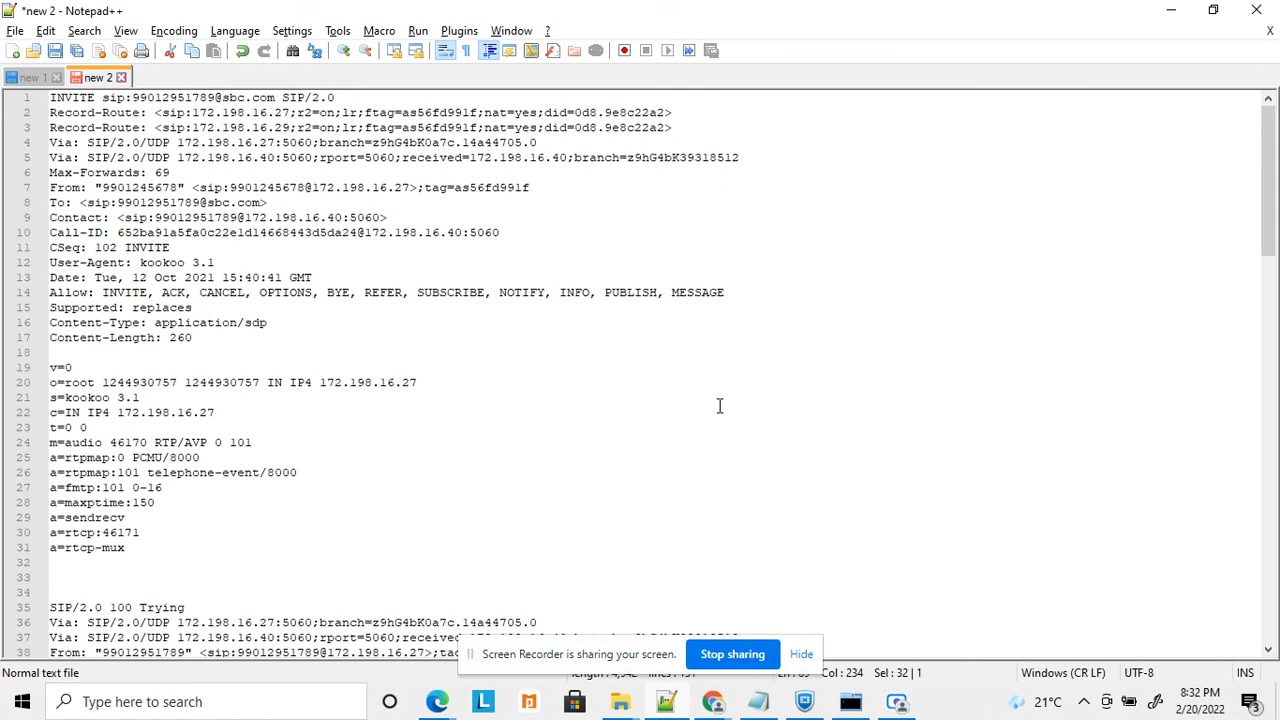 *new 2 - Notepad++
File Edit Search View Encoding Language Settings Tools Macro Run Plugins Window ? X
new 1 new 2
1 INVITE sip:99012951789@sbc.com SIP/2.0
2 Record-Route: <sip:172.198.16.27;r2=on;lr;ftag=as56fd991f;nat=yes;did=0d8.9e8c22a2>
3 Record-Route: <sip:172.198.16.29;r2=on;lr;ftag=as56fd991f;nat=yes;did=0d8.9e8c22a2>
4 Via: SIP/2.0/UDP 172.198.16.27:5060;branch=z9hG4bK0a7c.14a44705.0
5 Via: SIP/2.0/UDP 172.198.16.40:5060;rport=5060;received=172.198.16.40;branch=z9hG4bK39318512
6 Max-Forwards: 69
7 From: "9901245678" <sip:9901245678@172.198.16.27>;tag=as56fd991f
8 To: <sip:99012951789@sbc.com>
9 Contact: <sip:99012951789@172.198.16.40:5060>
10 Call-ID: 652ba91a5fa0c22e1d14668443d5da24@172.198.16.40:5060
11 CSeq: 102 INVITE
12 User-Agent: kookoo 3.1
13 Date: Tue, 12 Oct 2021 15:40:41 GMT
14 Allow: INVITE, ACK, CANCEL, OPTIONS, BYE, REFER, SUBSCRIBE, NOTIFY, INFO, PUBLISH, MESSAGE
15 Supported: replaces
16 Content-Type: application/sdp
17 Content-Length: 260
18
19 v=0
20 o=root 1244930757 1244930757 IN IP4 172.198.16.27
21 s=kookoo 3.1
22 c=IN IP4 172.198.16.27
23 t=0 0
24 m=audio 46170 RTP/AVP 0 101
25 a=rtpmap:0 PCMU/8000
26 a=rtpmap:101 telephone-event/8000
27 a=fmtp:101 0-16
28 a=maxptime:150
29 a=sendrecv
30 a=rtcp:46171
31 a=rtcp-mux
32
33
34
35 SIP/2.0 100 Trying
36 Via: SIP/2.0/UDP 172.198.16.27:5060;branch=z9hG4bK0a7c.14a44705.0
37 Via: SIP/2.0/UDP 172.198.16.40:5060;rport=5060;
38 From: "99012951789" <sip:99012951789@172.198.16.27>;
Screen Recorder is sharing your screen. Stop sharing Hide
Normal text file Col : 234 Sel : 32 | 1 Windows (CR LF) UTF-8 INS
Type here to search 21°C 8:32 PM
2/20/2022 3